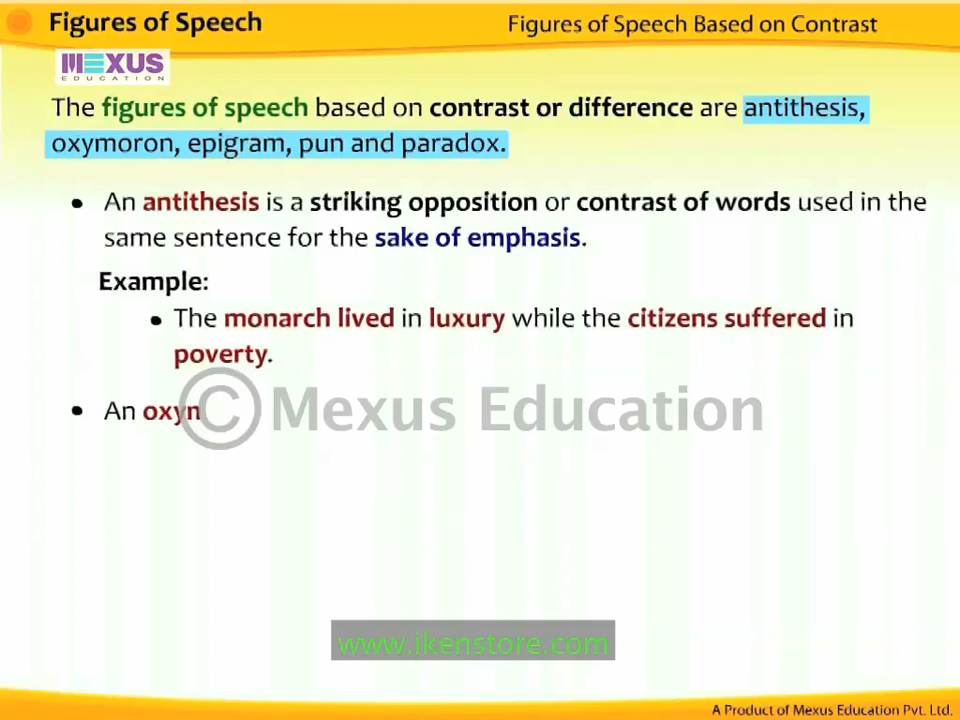 Figures of Speech
Figures of Speech Based on Contrast
MEXUS
EDUCATION
The figures of speech based on contrast or difference are antithesis,
oxymoron, epigram, pun and paradox.
• An antithesis is a striking opposition or contrast of words used in the
same sentence for the sake of emphasis.
Example:
• The monarch lived in luxury while the citizens suffered in
poverty.
• An oxyn
© Mexus Education
www.ikenstore.com
A Product of Mexus Education Pvt. Ltd.